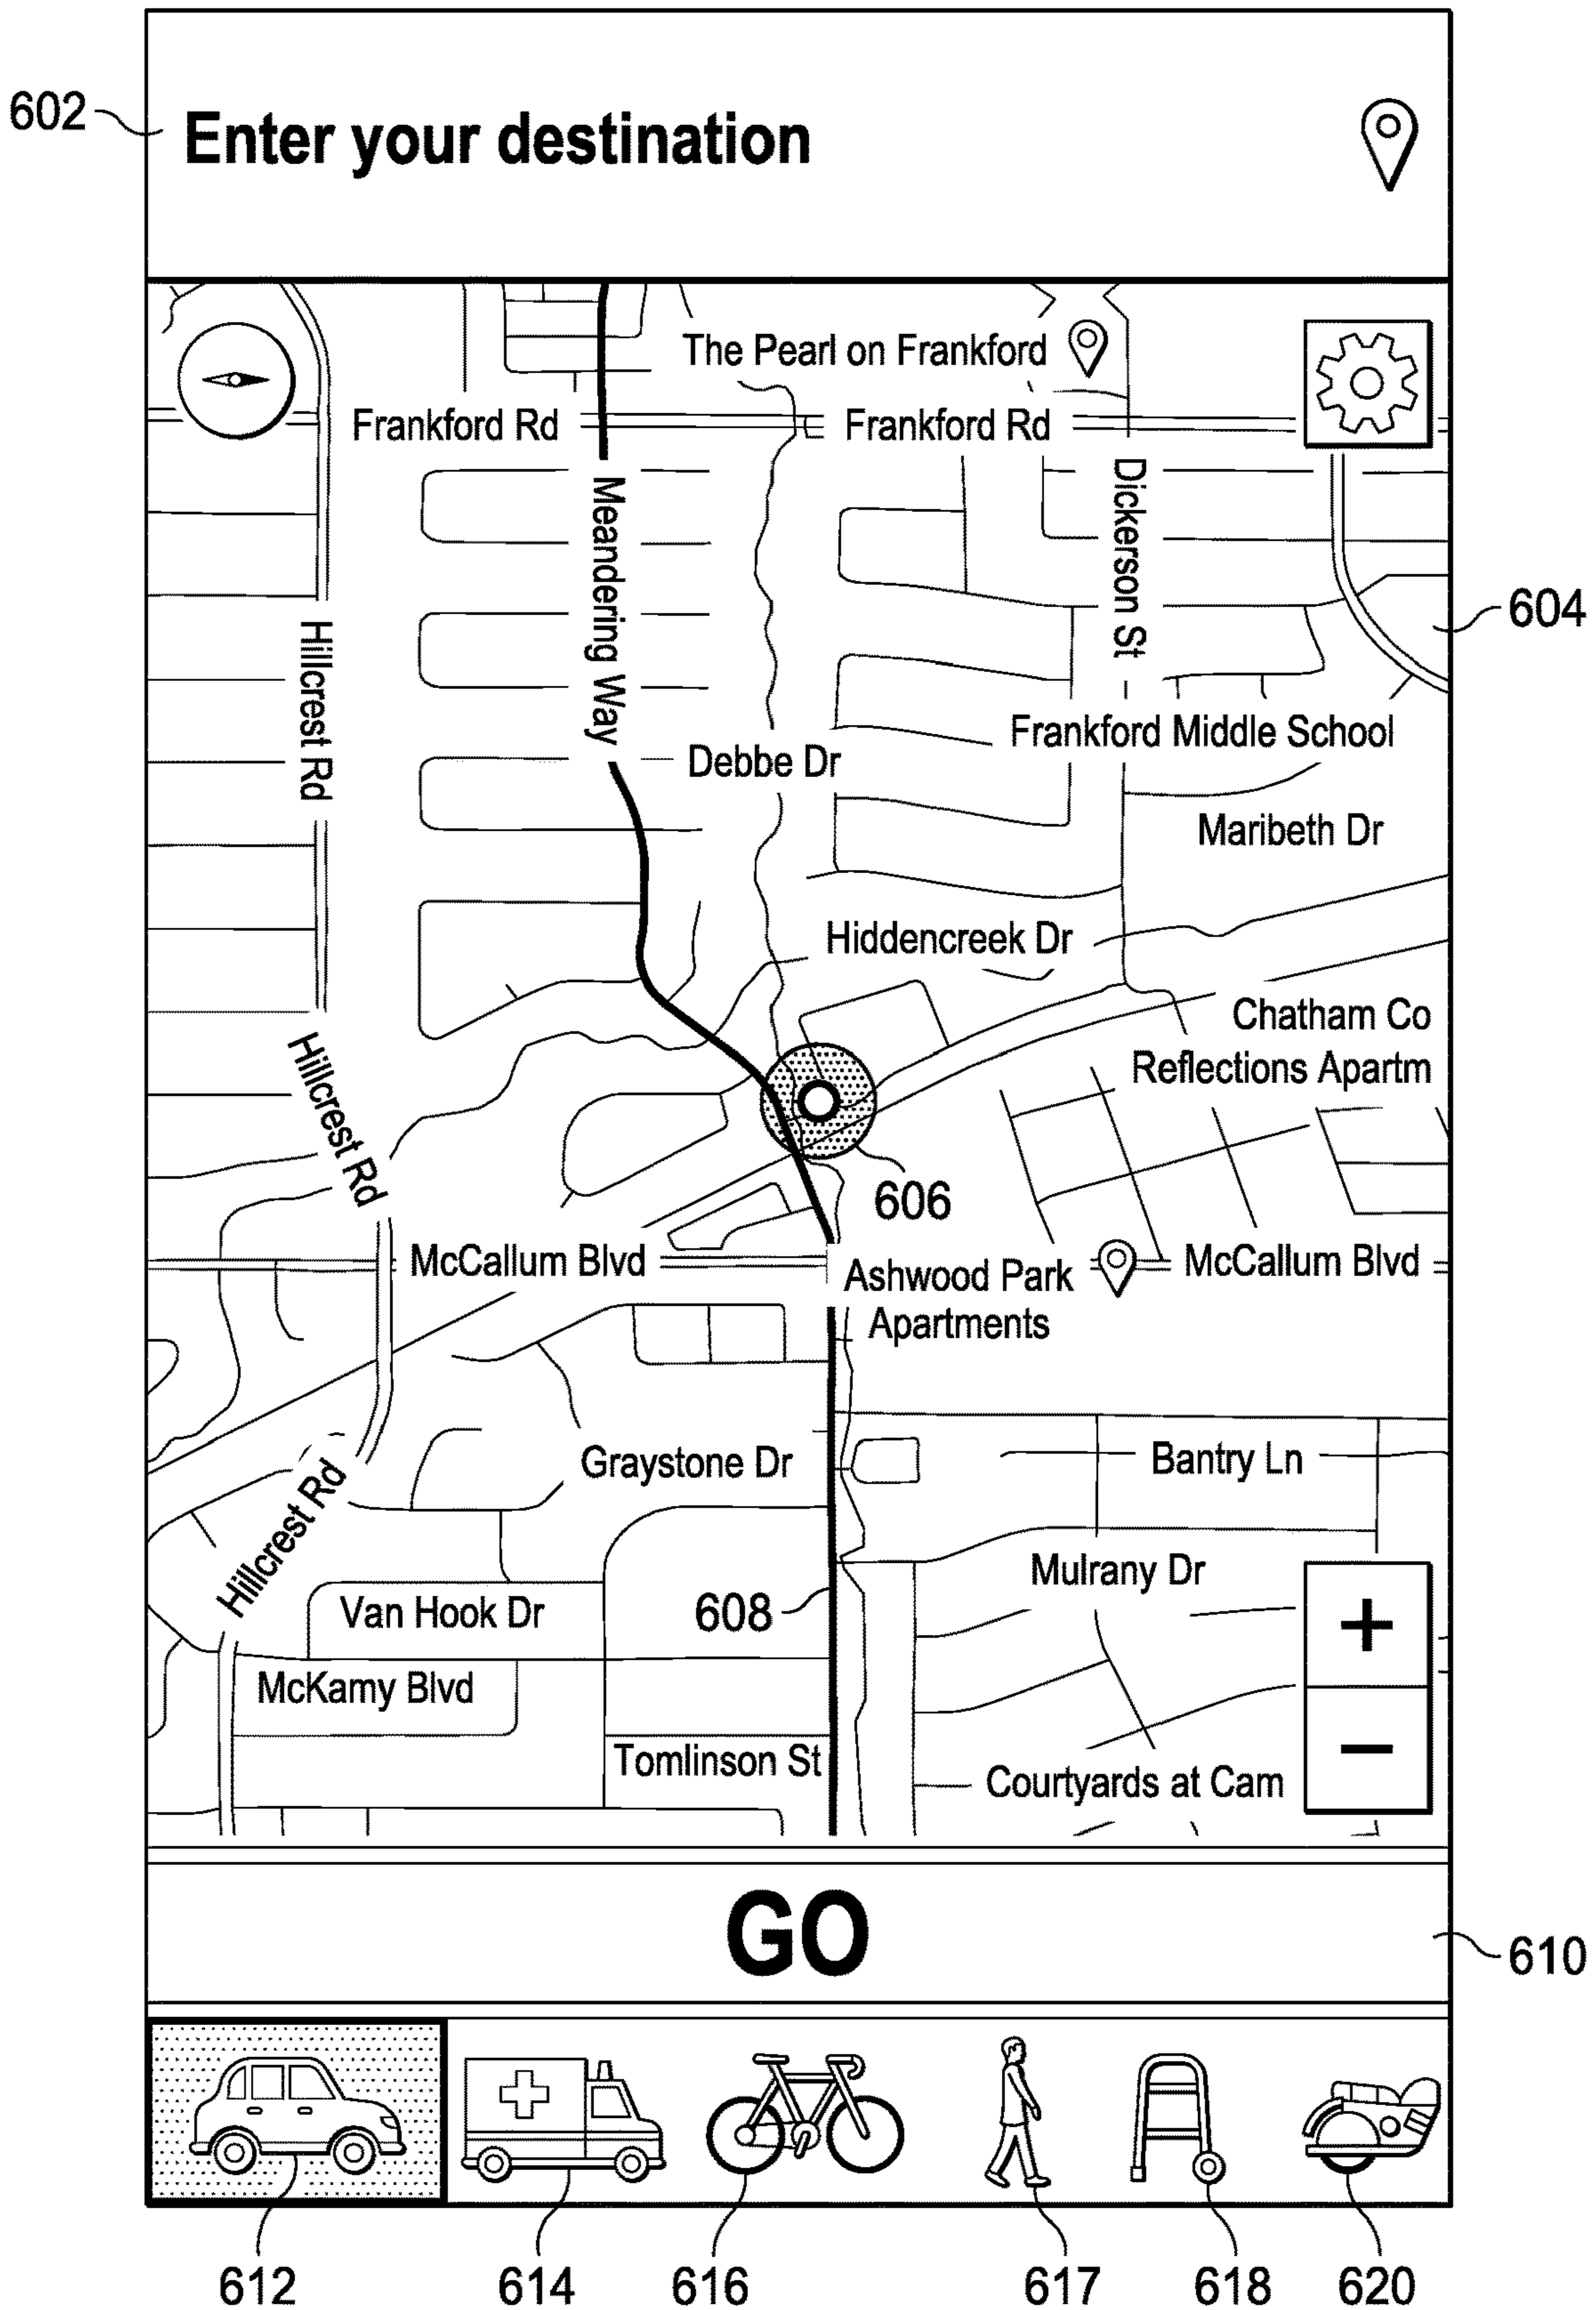 602
Enter your destination
The Pearl on Frankford
Frankford Rd
Frankford Rd
Meandering Way
Dickerson St
604
Hillcrest Rd
Frankford Middle School
Debbe Dr
Maribeth Dr
Hiddencreek Dr
Chatham Co
Reflections Apartm
Hillcrest Rd
606
McCallum Blvd
Ashwood Park
Apartments
McCallum Blvd
Graystone Dr
Bantry Ln
Hillcrest Rd
Mulrany Dr
Van Hook Dr
608
+
McKamy Blvd
−
Tomlinson St
Courtyards at Cam
GO
610
612
614
616
617
618
620